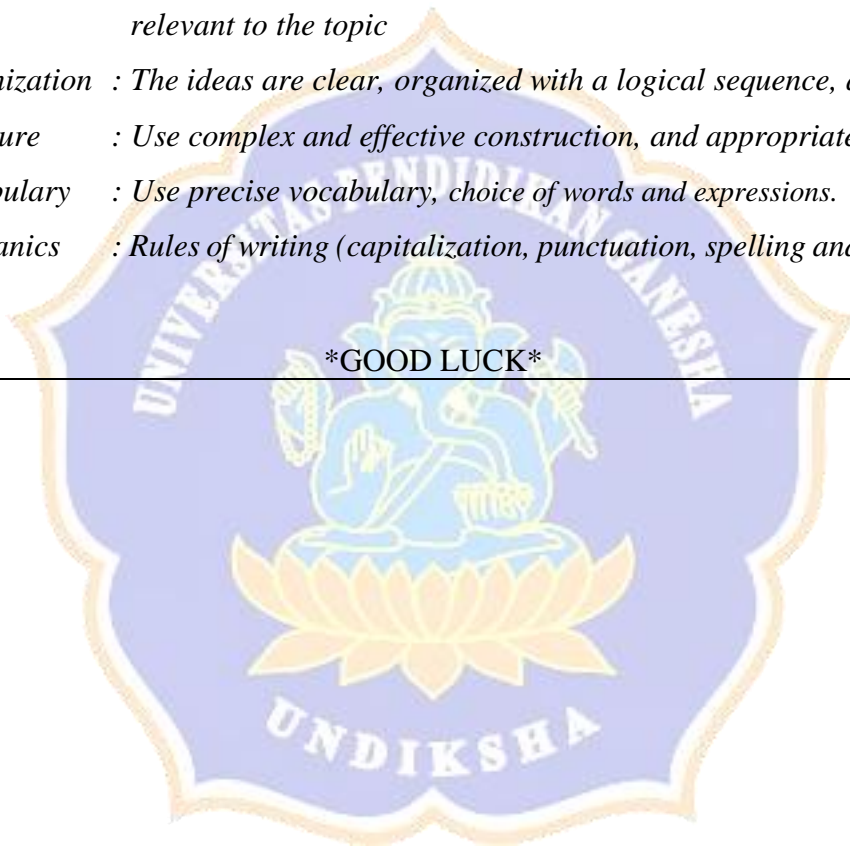 relevant to the topic
nization : The ideas are clear, organized with a logical sequence, a
ure : Use complex and effective construction, and appropriate
bulary : Use precise vocabulary, choice of words and expressions.
anics : Rules of writing (capitalization, punctuation, spelling and
*GOOD LUCK*
UNIVERSITAS PENDIDIKAN GANESHA
UNDIKSHA